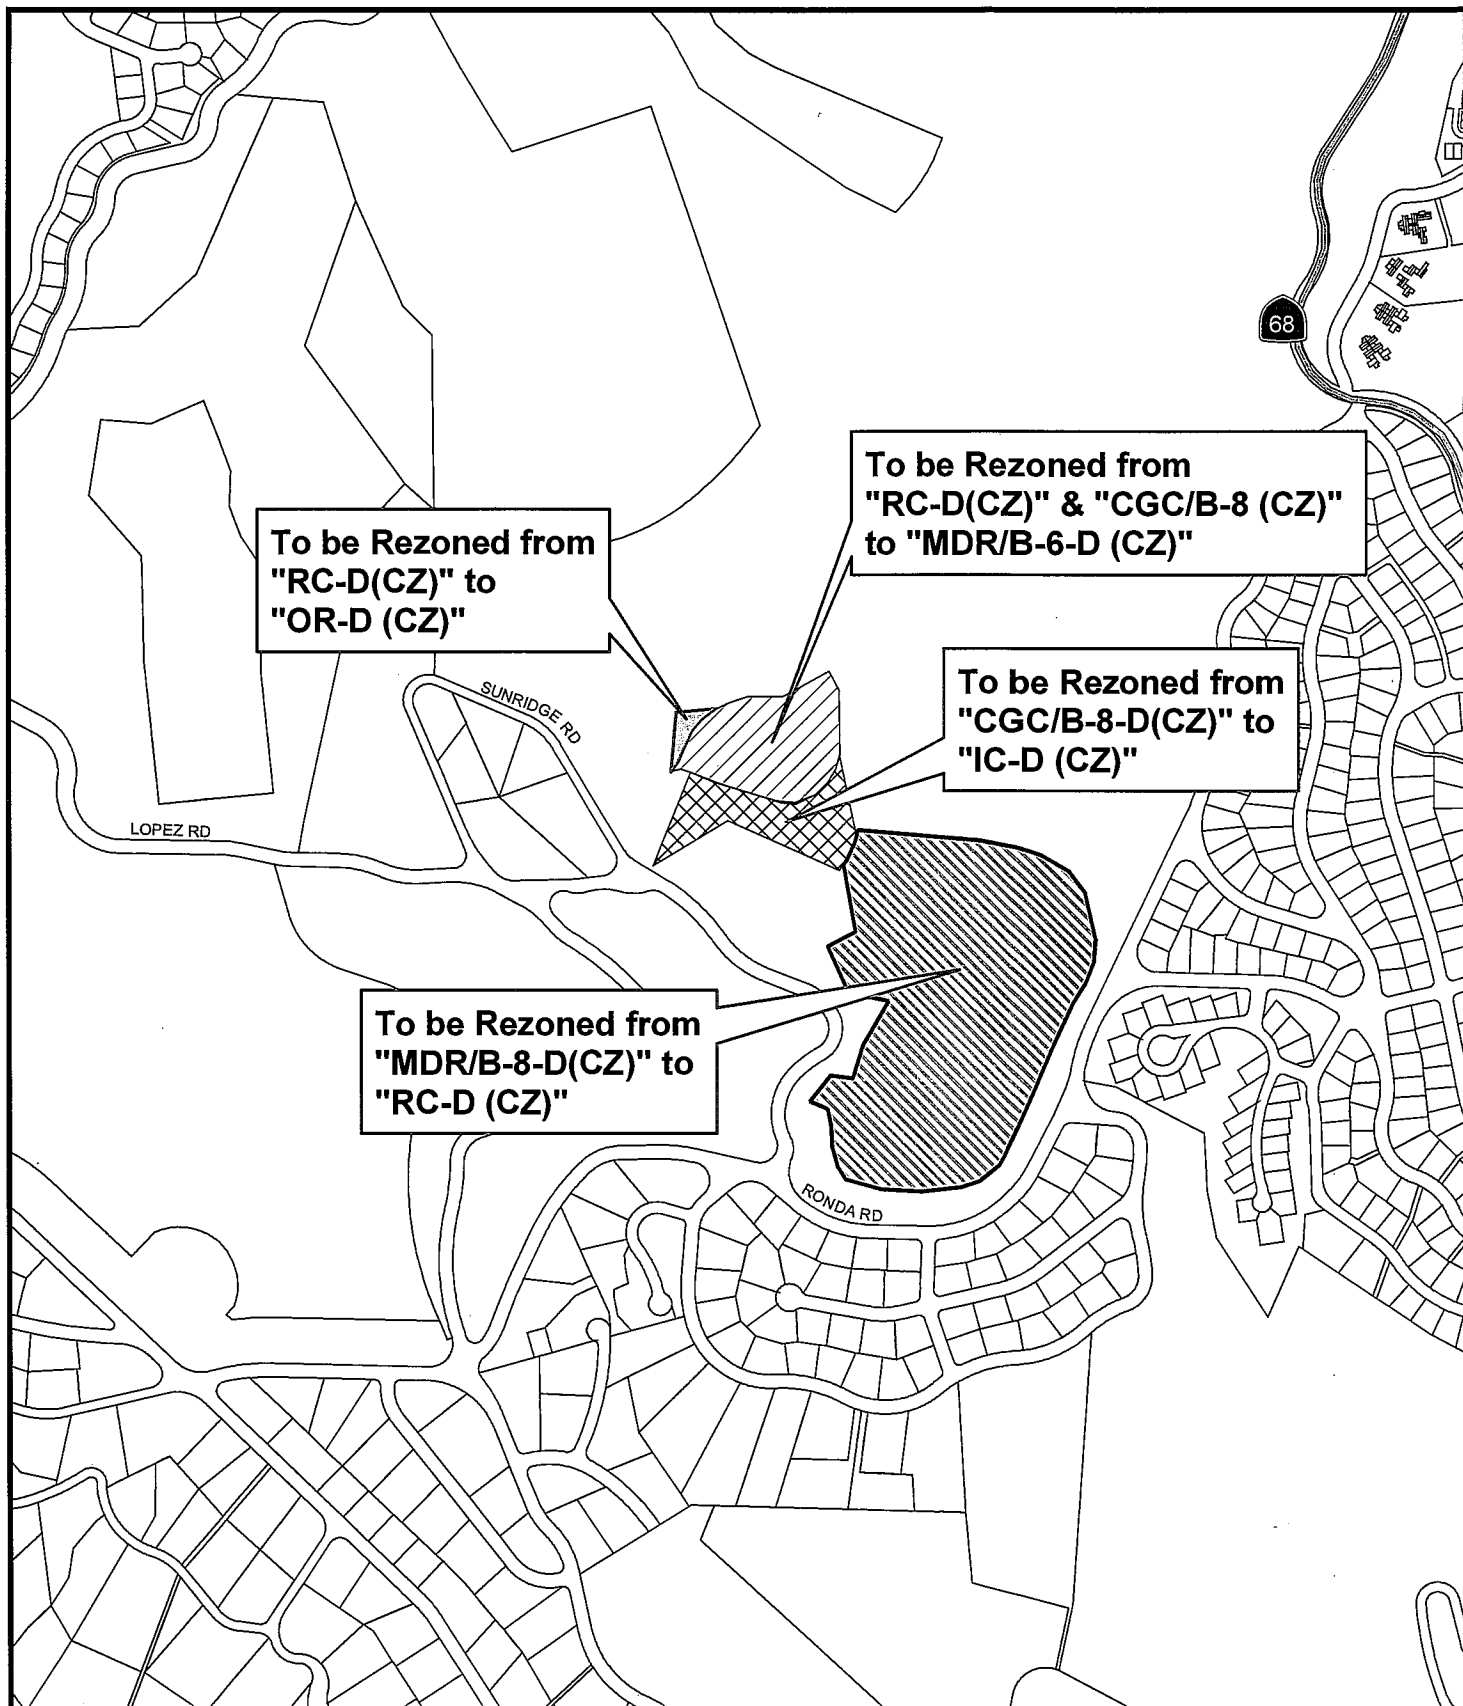 68
To be Rezoned from
"RC-D(CZ)" & "CGC/B-8 (CZ)"
to "MDR/B-6-D (CZ)"
To be Rezoned from
"RC-D(CZ)" to
"OR-D (CZ)"
To be Rezoned from
"CGC/B-8-D(CZ)" to
"IC-D (CZ)"
SUNRIDGE RD
LOPEZ RD
To be Rezoned from
"MDR/B-8-D(CZ)" to
"RC-D (CZ)"
RONDA RD